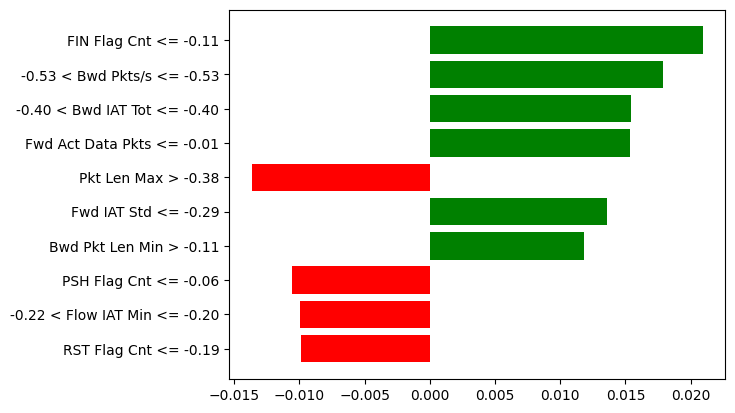 FIN Flag Cnt <= -0.11
-0.53 < Bwd Pkts/s <= -0.53
-0.40 < Bwd IAT Tot <= -0.40
Fwd Act Data Pkts <= -0.01
Pkt Len Max > -0.38
Fwd IAT Std <= -0.29
Bwd Pkt Len Min > -0.11
PSH Flag Cnt <= -0.06
-0.22 < Flow IAT Min <= -0.20
RST Flag Cnt <= -0.19
−0.015 −0.010 −0.005 0.000 0.005 0.010 0.015 0.020